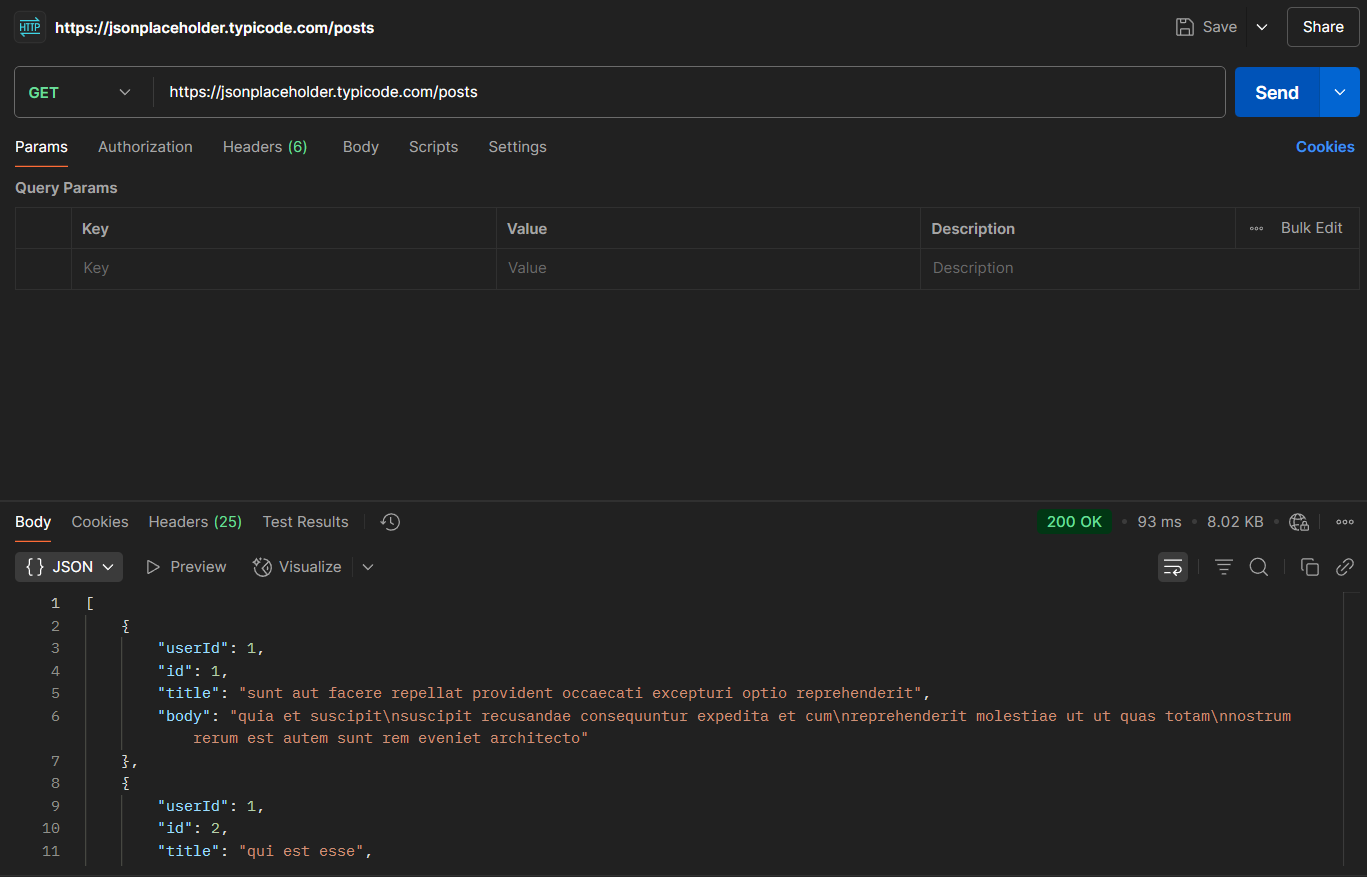 HTTP https://jsonplaceholder.typicode.com/posts Save Share
GET https://jsonplaceholder.typicode.com/posts Send
Params Authorization Headers (6) Body Scripts Settings Cookies
Query Params
Key Value Description Bulk Edit
Key Value Description
Body Cookies Headers (25) Test Results 200 OK • 93 ms • 8.02 KB •
{} JSON Preview Visualize
1 [
2 {
3 "userId": 1,
4 "id": 1,
5 "title": "sunt aut facere repellat provident occaecati excepturi optio reprehenderit",
6 "body": "quia et suscipit\nsuscipit recusandae consequuntur expedita et cum\nreprehenderit molestiae ut ut quas totam\nnostrum
rerum est autem sunt rem eveniet architecto"
7 },
8 {
9 "userId": 1,
10 "id": 2,
11 "title": "qui est esse",